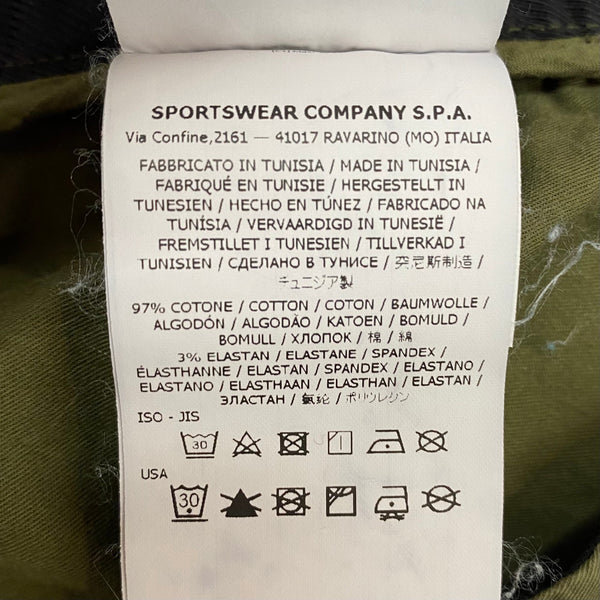 SPORTSWEAR COMPANY S.P.A.
Via Confine,2161 — 41017 RAVARINO (MO) ITALIA
FABBRICATO IN TUNISIA / MADE IN TUNISIA /
FABRIQUÉ EN TUNISIE / HERGESTELLT IN
TUNESIEN / HECHO EN TÚNEZ / FABRICADO NA
TUNÍSIA / VERVAARDIGD IN TUNESIË /
FREMSTILLET I TUNESIEN / TILLVERKAD I
TUNISIEN / СДЕЛАНО В ТУНИСЕ / 突尼斯制造 /
チュニジア製
97% COTONE / COTTON / COTON / BAUMWOLLE /
ALGODÓN / ALGODÃO / KATOEN / BOMULD /
BOMULL / ХЛОПОК / 棉 / 綿
3% ELASTAN / ELASTANE / SPANDEX /
ÉLASTHANNE / ELASTAN / SPANDEX / ELASTANO /
ELASTANO / ELASTHAAN / ELASTHAN / ELASTAN /
ЭЛАСТАН / 氨纶 / ポリウレタン
ISO - JIS
30
USA
30